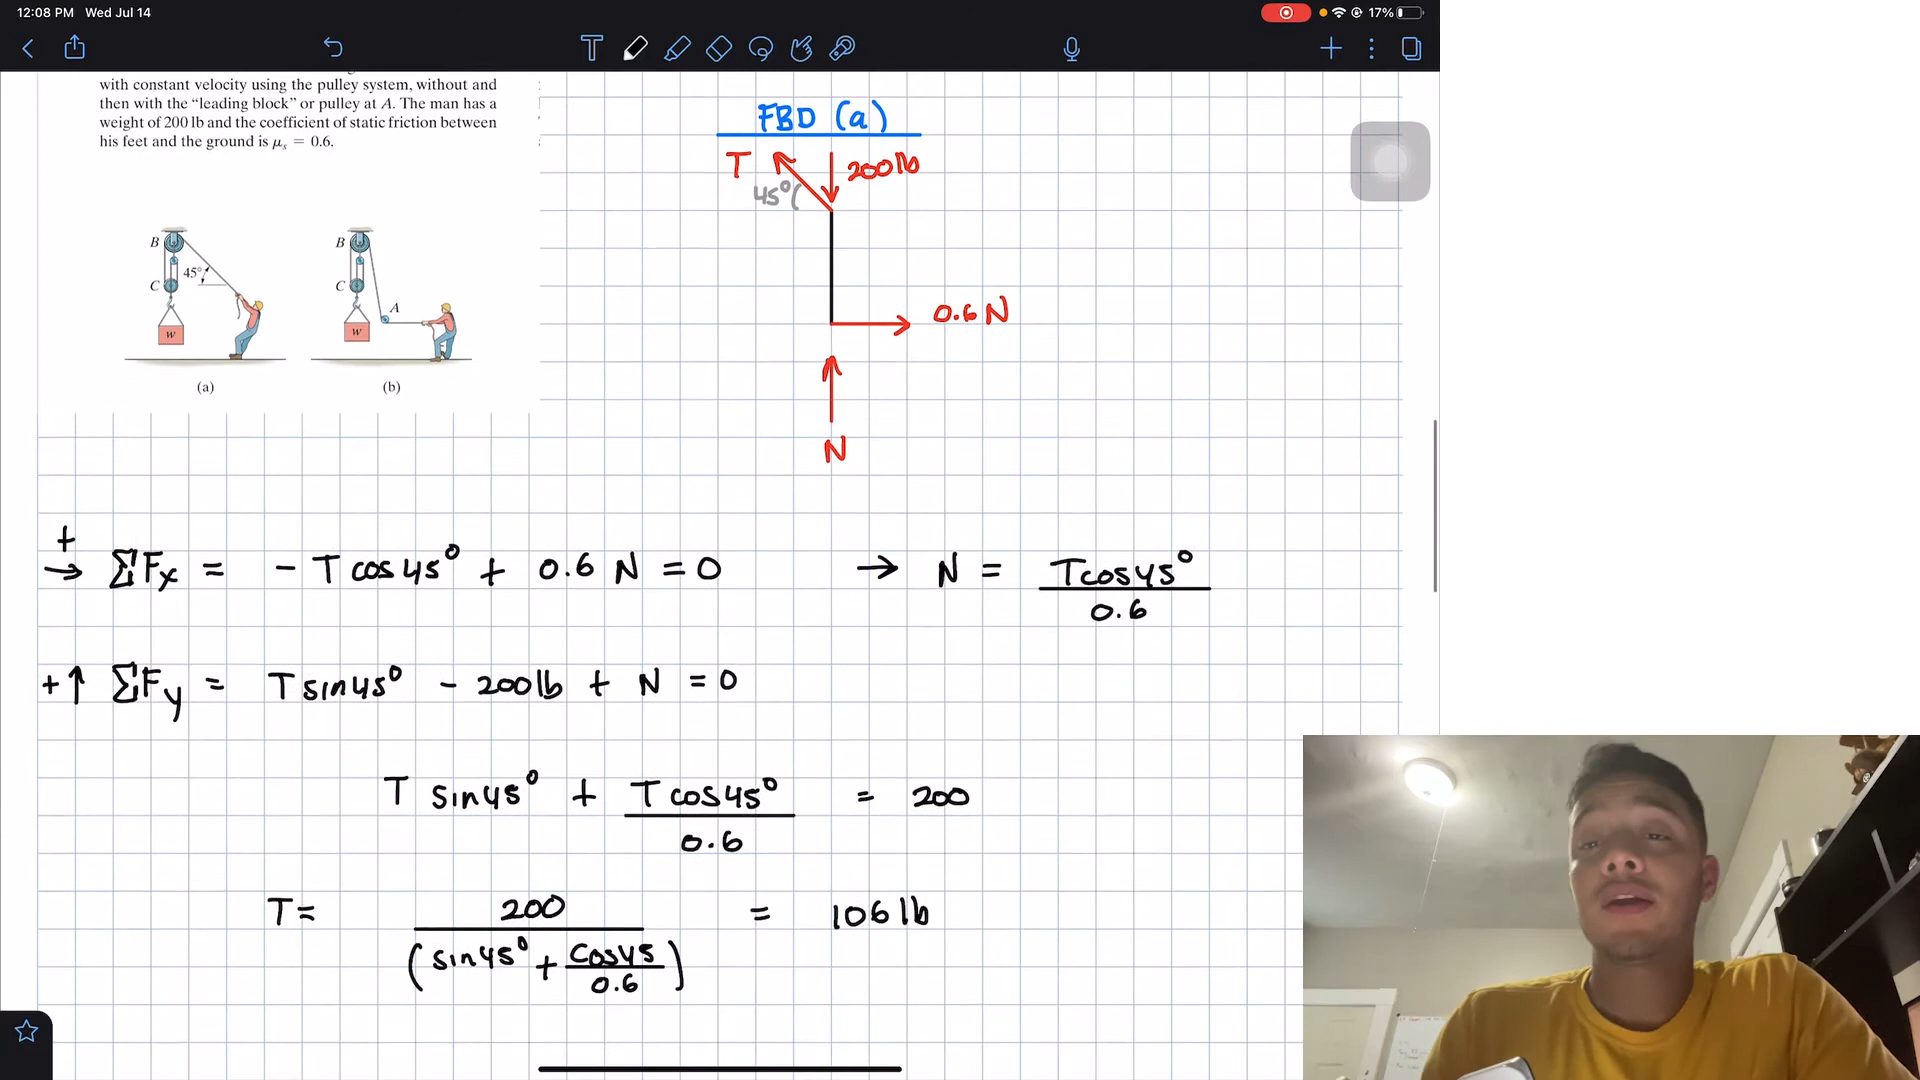 12:08 PM Wed Jul 14
17%
with constant velocity using the pulley system, without and
then with the “leading block” or pulley at A. The man has a
weight of 200 lb and the coefficient of static friction between
his feet and the ground is μₛ = 0.6.
B
45°
C
W
(a)
B
C
A
W
(b)
FBD (a)
T
200lb
45°
0.6 N
N
+
→ ΣFx = - T cos45° + 0.6 N = 0 → N = Tcos45° / 0.6
+↑ ΣFy = Tsin45° - 200lb + N = 0
T sin45° + T cos45° / 0.6 = 200
T = 200 / (sin45° + cos45 / 0.6) = 106 lb